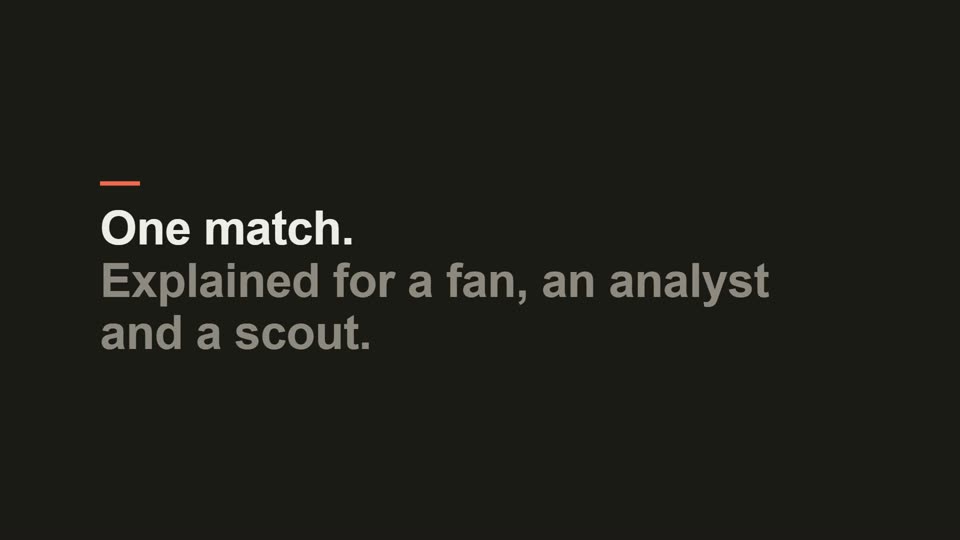 One match.
Explained for a fan, an analyst
and a scout.